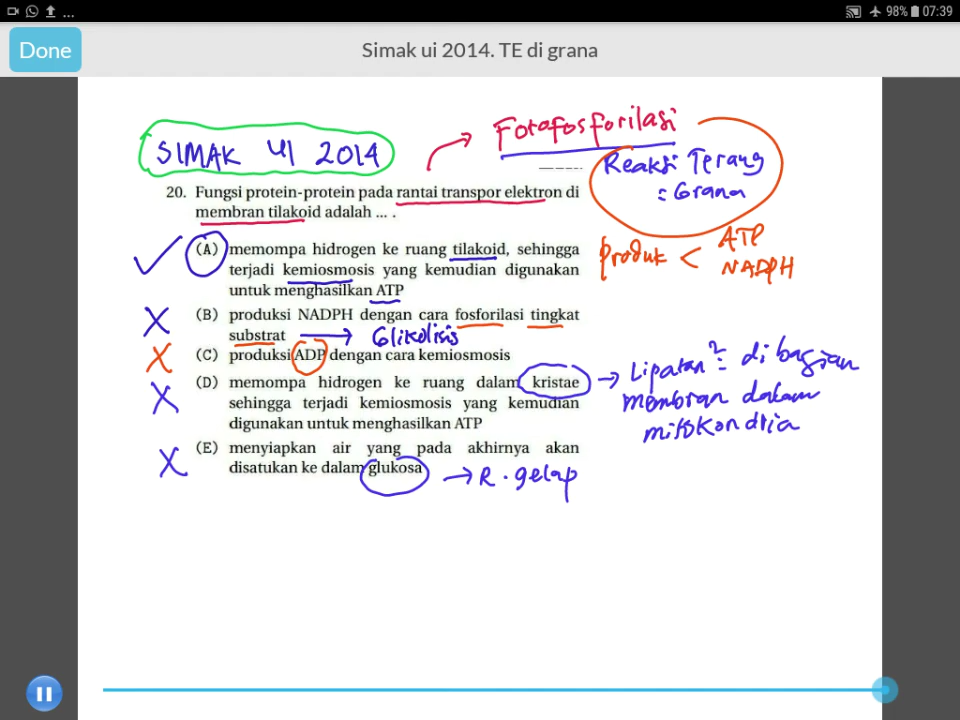 ... 98% 07:39
Done
Simak ui 2014. TE di grana
SIMAK UI 2014
Fotofosforilasi
Reaksi Terang
= Grana
Produk < ATP
NADPH
20. Fungsi protein-protein pada rantai transpor elektron di
membran tilakoid adalah ... .
(A) memompa hidrogen ke ruang tilakoid, sehingga
terjadi kemiosmosis yang kemudian digunakan
untuk menghasilkan ATP
(B) produksi NADPH dengan cara fosforilasi tingkat
substrat → Glikolisis
(C) produksi ADP dengan cara kemiosmosis
(D) memompa hidrogen ke ruang dalam kristae
sehingga terjadi kemiosmosis yang kemudian
digunakan untuk menghasilkan ATP
→ Lipatan² = di bagian
membran dalam
mitokondria
(E) menyiapkan air yang pada akhirnya akan
disatukan ke dalam glukosa → R. gelap